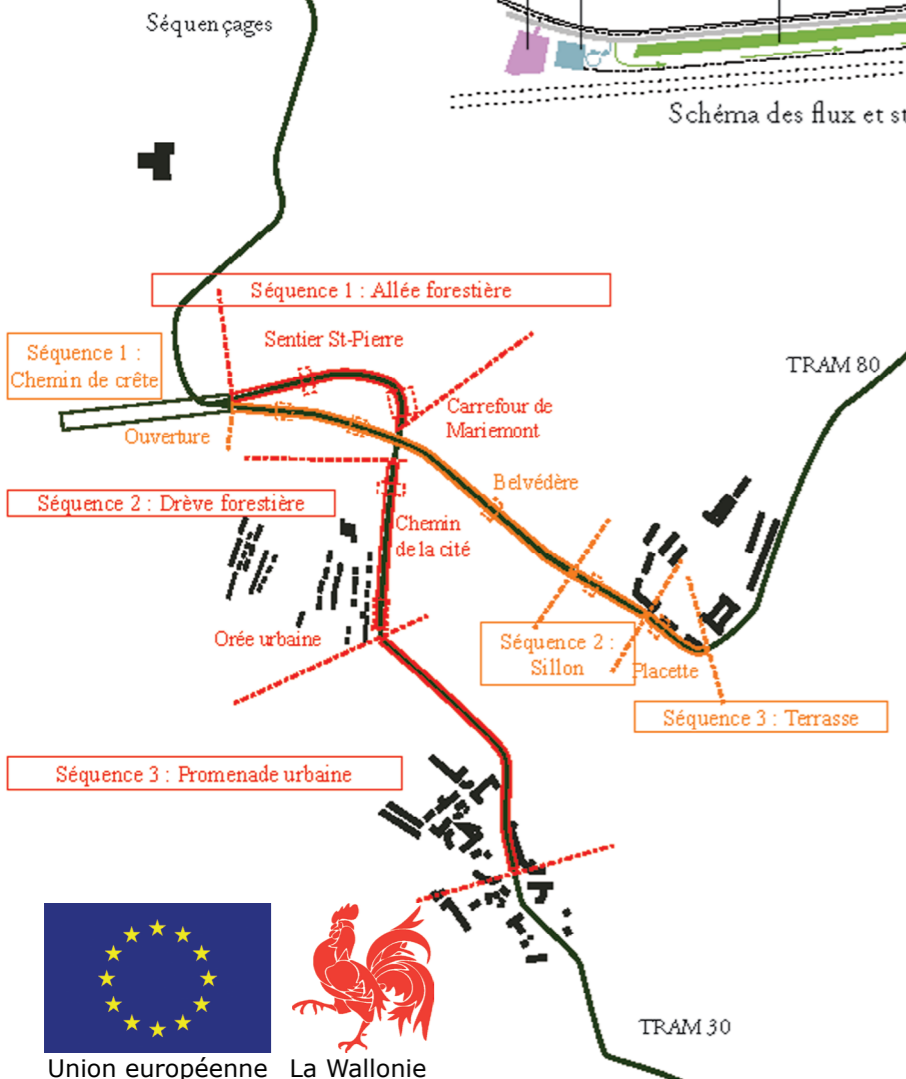 Séquençages
Schéma des flux et st
Séquence 1 : Allée forestière
Séquence 1 :
Chemin de crête
Sentier St-Pierre
TRAM 80
Carrefour de
Mariemont
Ouverture
Belvédère
Séquence 2 : Drève forestière
Chemin
de la cité
Orée urbaine
Séquence 2 :
Sillon
Placette
Séquence 3 : Terrasse
Séquence 3 : Promenade urbaine
TRAM 30
Union européenne
La Wallonie